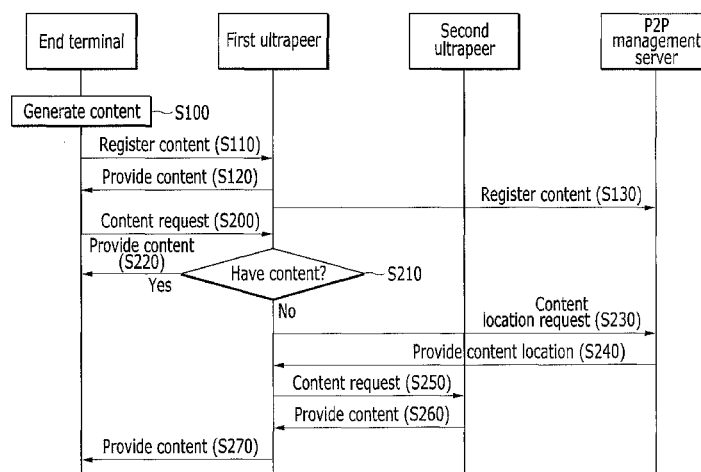 End terminal
First ultrapeer
Second
ultrapeer
P2P
management
server
Generate content
S100
Register content (S110)
Provide content (S120)
Register content (S130)
Content request (S200)
Provide content
(S220)
Have content?
S210
Yes
No
Content
location request (S230)
Provide content location (S240)
Content request (S250)
Provide content (S260)
Provide content (S270)